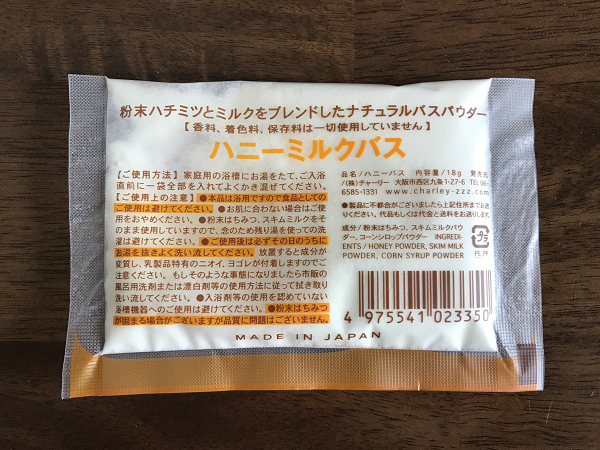 粉末ハチミツとミルクをブレンドしたナチュラルバスパウダー
【香料、着色料、保存料は一切使用していません】
ハニーミルクバス
【ご使用方法】家庭用の浴槽にお湯をたて、ご入浴
直前に一袋全部を入れてよくかき混ぜてください。
【ご使用上の注意】●本品は浴用ですので食品としての
ご使用は避けてください。●お肌に合わない場合はご使
用をおやめください。●粉末はちみつ、スキムミルクをそ
のまま使用していますので、念のため残り湯を使っての洗
濯は避けてください。●ご使用後は必ずその日のうちに
お湯を抜きよく洗い流してください。放置すると成分が
変質し、乳製品特有のニオイ、ヨゴレが付着しますのでご
注意ください。もしそのような事態になりましたら市販の
風呂用洗剤または漂白剤等の使用方法に従って拭き取り
洗い流してください。●入浴剤等の使用を認めていない
浴槽機器へのご使用は避けてください。●粉末はちみつが
固まる場合がございますが品質に問題はございません。
品名/ハニーバス 内容量/18g 発売元
/(株)チャーリー 大阪市西区九条1-27-6 TEL 06-
6585-1331 www.charley-zzz.com
●製品に不都合がございましたら上記住所までお送
りください。代品もしくは代金と送料をお送りします。
成分/粉末はちみつ、スキムミルクパウ
ダー、コーンシロップパウダー INGREDI-
ENTS / HONEY POWDER, SKIM MILK
POWDER, CORN SYRUP POWDER
プラ
PE,PP
4 975541 023350
MADE IN JAPAN